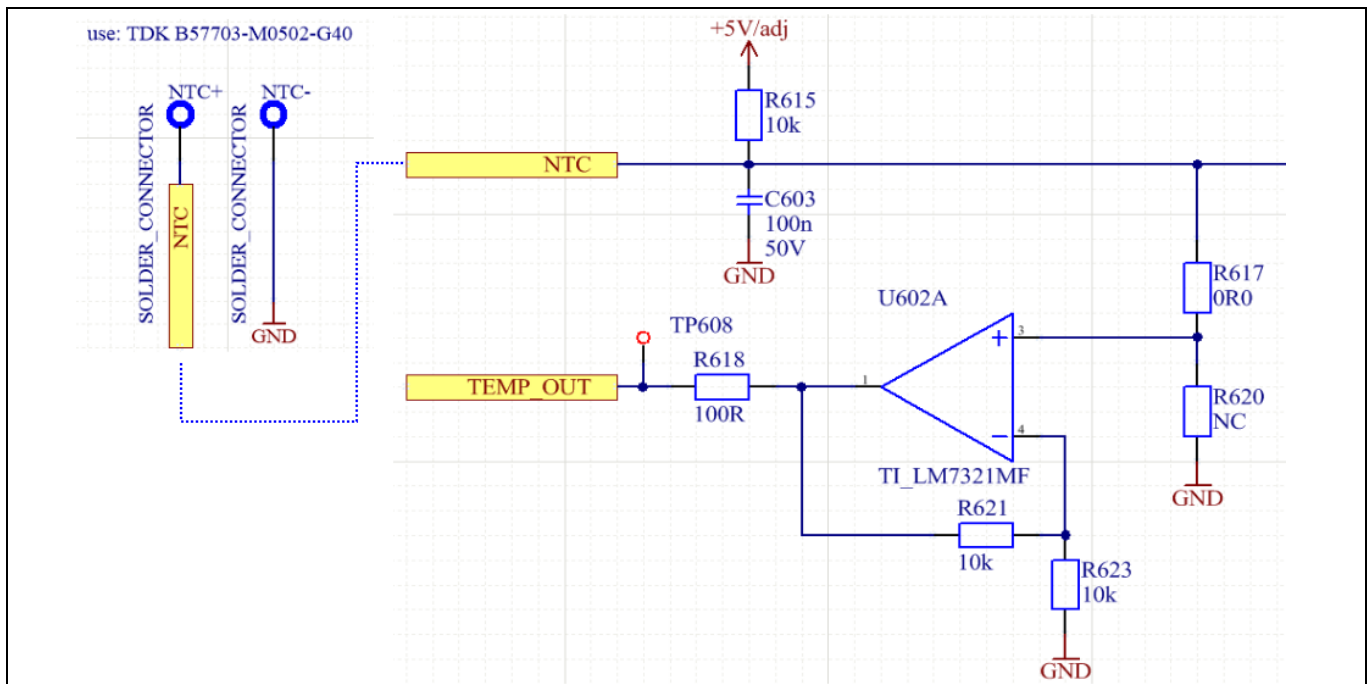 use: TDK B57703-M0502-G40
NTC+
NTC-
SOLDER_CONNECTOR
SOLDER_CONNECTOR
NTC
GND
+5V/adj
R615
10k
NTC
C603
100n
50V
GND
R617
0R0
U602A
TP608
R618
TEMP_OUT
100R
1
+
3
−
4
R620
NC
GND
TI_LM7321MF
R621
10k
R623
10k
GND